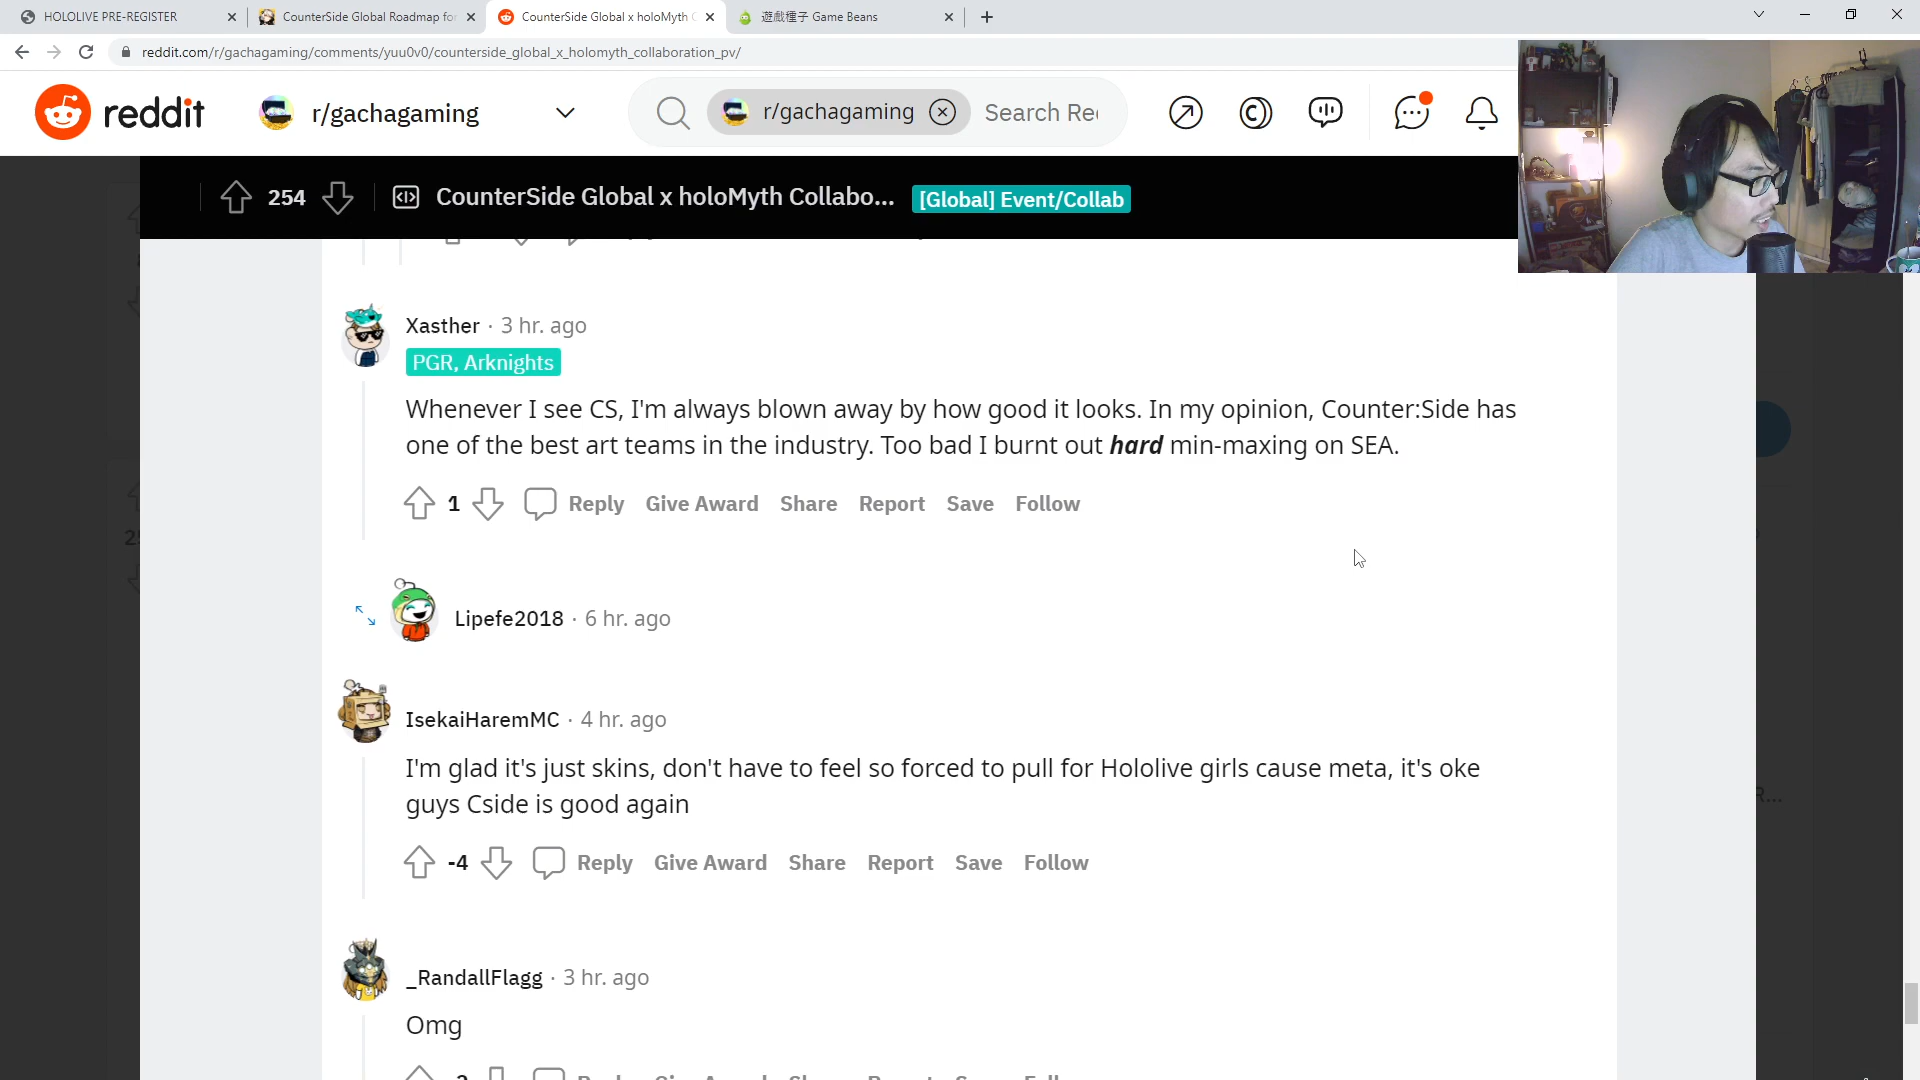 HOLOLIVE PRE-REGISTER
CounterSide Global Roadmap for
CounterSide Global x holoMyth C
遊戯種子 Game Beans
reddit.com/r/gachagaming/comments/yuu0v0/counterside_global_x_holomyth_collaboration_pv/
reddit
r/gachagaming
r/gachagaming
Search Re
254
CounterSide Global x holoMyth Collabo...
[Global] Event/Collab
Xasther · 3 hr. ago
PGR, Arknights
Whenever I see CS, I'm always blown away by how good it looks. In my opinion, Counter:Side has
one of the best art teams in the industry. Too bad I burnt out hard min-maxing on SEA.
1 Reply Give Award Share Report Save Follow
Lipefe2018 · 6 hr. ago
IsekaiHaremMC · 4 hr. ago
I'm glad it's just skins, don't have to feel so forced to pull for Hololive girls cause meta, it's oke
guys Cside is good again
-4 Reply Give Award Share Report Save Follow
_RandallFlagg · 3 hr. ago
Omg